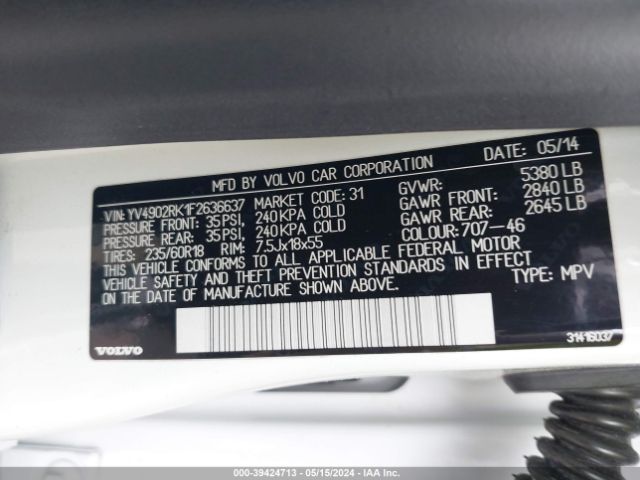 MFD BY VOLVO CAR CORPORATION DATE: 05/14
VIN: YV4902RK1F2636637 MARKET CODE: 31 GVWR: 5380 LB
PRESSURE FRONT: 35PSI, 240KPA COLD GAWR FRONT: 2840 LB
PRESSURE REAR: 35PSI, 240KPA COLD GAWR REAR: 2645 LB
TIRES: 235/60R18 RIM: 7.5Jx18x55 COLOUR: 707-46
THIS VEHICLE CONFORMS TO ALL APPLICABLE FEDERAL MOTOR
VEHICLE SAFETY AND THEFT PREVENTION STANDARDS IN EFFECT
ON THE DATE OF MANUFACTURE SHOWN ABOVE. TYPE: MPV
VOLVO 31416037
000-39424713 — 05/15/2024 — IAA Inc.